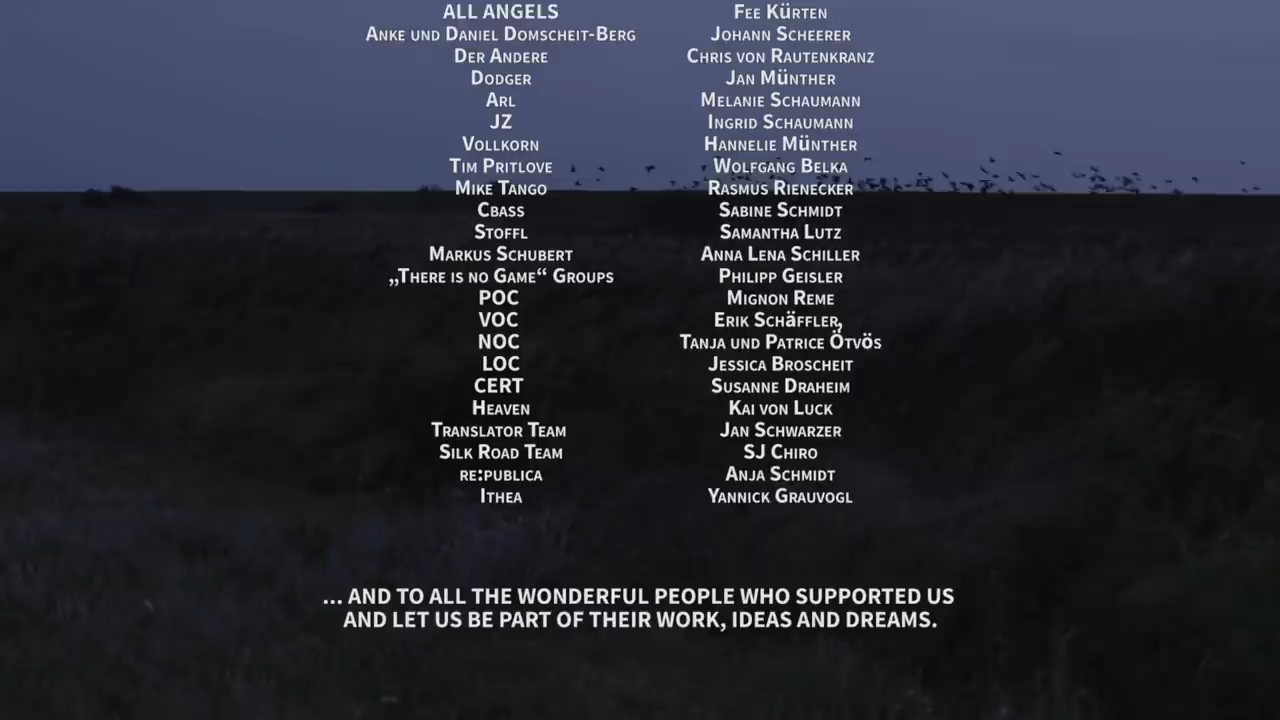 ALL ANGELS
Anke und Daniel Domscheit-Berg
Der Andere
Dodger
Arl
JZ
Vollkorn
Tim Pritlove
Mike Tango
Cbass
Stoffl
Markus Schubert
„There is no Game“ Groups
POC
VOC
NOC
LOC
CERT
Heaven
Translator Team
Silk Road Team
re:publica
Ithea
Fee Kürten
Johann Scheerer
Chris von Rautenkranz
Jan Münther
Melanie Schaumann
Ingrid Schaumann
Hannelie Münther
Wolfgang Belka
Rasmus Rienecker
Sabine Schmidt
Samantha Lutz
Anna Lena Schiller
Philipp Geisler
Mignon Reme
Erik Schäffler,
Tanja und Patrice Ötvös
Jessica Broscheit
Susanne Draheim
Kai von Luck
Jan Schwarzer
SJ Chiro
Anja Schmidt
Yannick Grauvogl
... AND TO ALL THE WONDERFUL PEOPLE WHO SUPPORTED US
AND LET US BE PART OF THEIR WORK, IDEAS AND DREAMS.